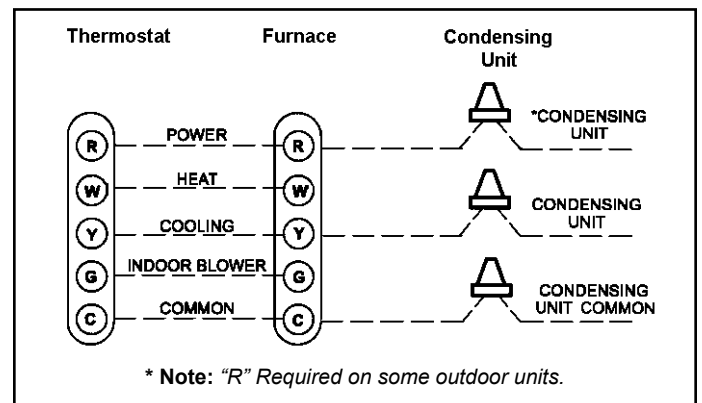 Thermostat Furnace Condensing
Unit
R POWER R *CONDENSING
UNIT
W HEAT W
Y COOLING Y CONDENSING
UNIT
G INDOOR BLOWER G
C COMMON C CONDENSING
UNIT COMMON
* Note: “R” Required on some outdoor units.